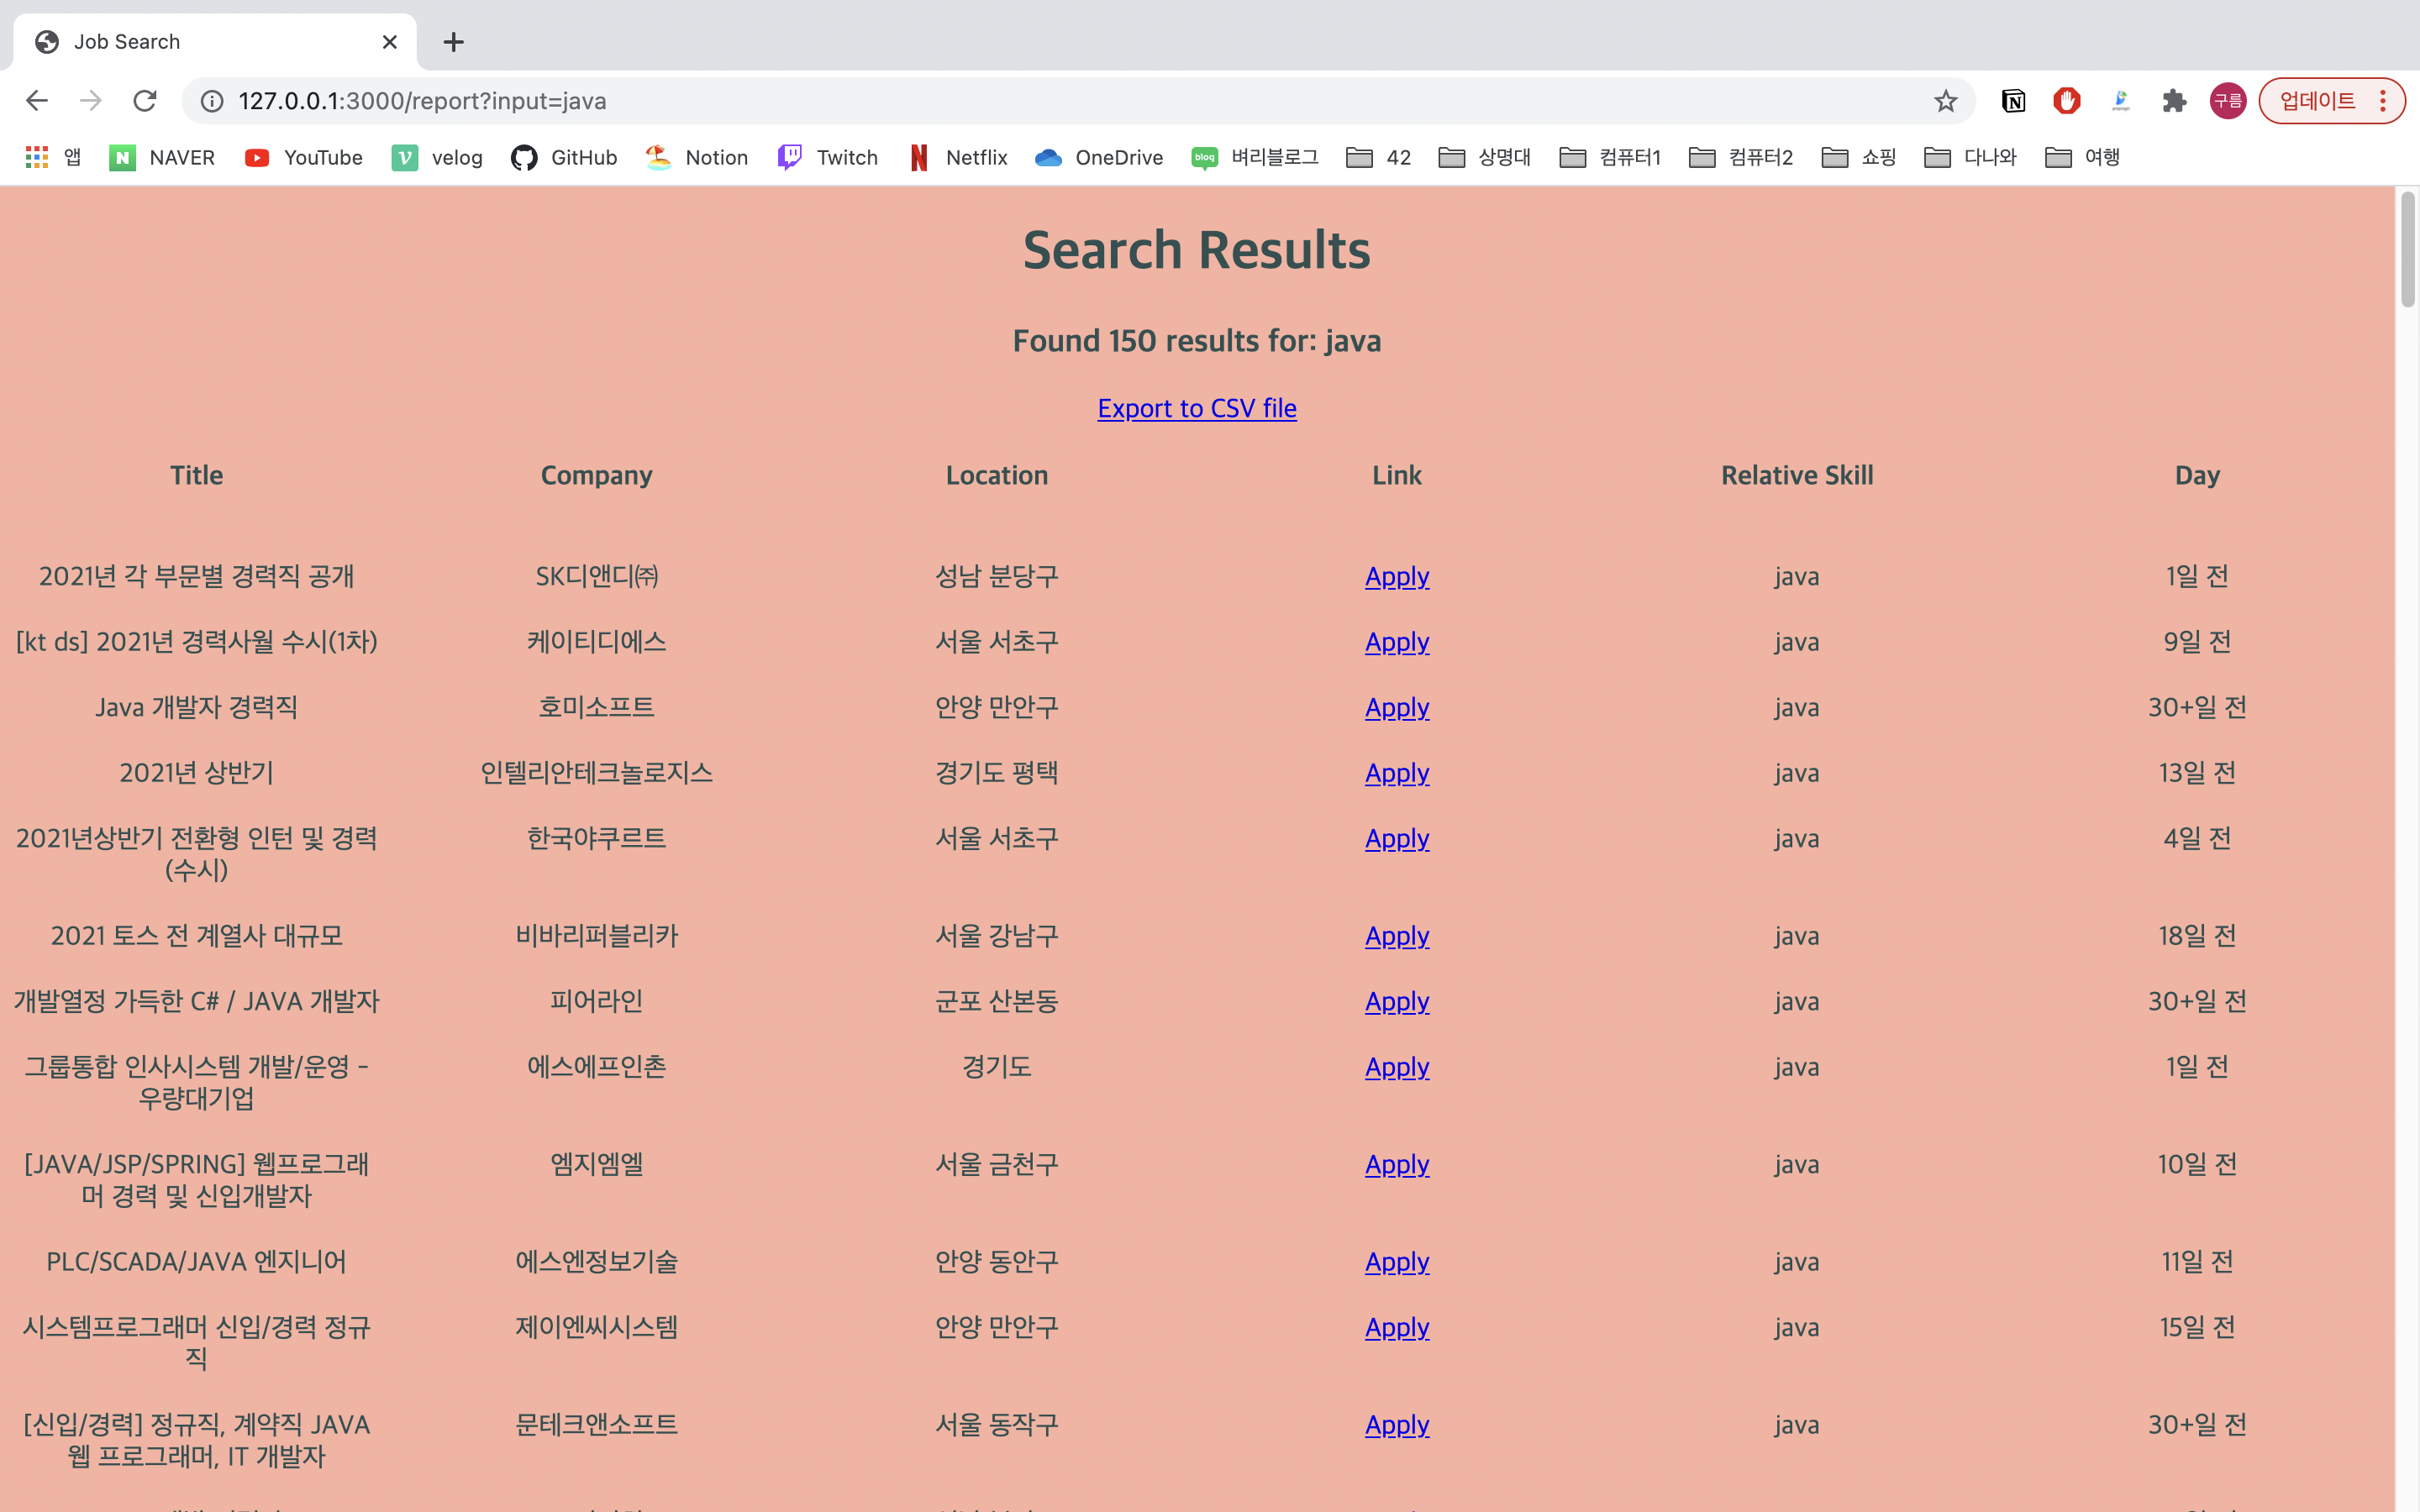 Job Search
127.0.0.1:3000/report?input=java
구름
업데이트
앱 NAVER YouTube velog GitHub Notion Twitch Netflix OneDrive blog 벼리블로그 42 상명대 컴퓨터1 컴퓨터2 쇼핑 다나와 여행
Search Results
Found 150 results for: java
Export to CSV file
Title Company Location Link Relative Skill Day
2021년 각 부문별 경력직 공개 SK디앤디㈜ 성남 분당구 Apply java 1일 전
[kt ds] 2021년 경력사월 수시(1차) 케이티디에스 서울 서초구 Apply java 9일 전
Java 개발자 경력직 호미소프트 안양 만안구 Apply java 30+일 전
2021년 상반기 인텔리안테크놀로지스 경기도 평택 Apply java 13일 전
2021년상반기 전환형 인턴 및 경력 한국야쿠르트 서울 서초구 Apply java 4일 전
(수시)
2021 토스 전 계열사 대규모 비바리퍼블리카 서울 강남구 Apply java 18일 전
개발열정 가득한 C# / JAVA 개발자 피어라인 군포 산본동 Apply java 30+일 전
그룹통합 인사시스템 개발/운영 - 에스에프인촌 경기도 Apply java 1일 전
우량대기업
[JAVA/JSP/SPRING] 웹프로그래 엠지엠엘 서울 금천구 Apply java 10일 전
머 경력 및 신입개발자
PLC/SCADA/JAVA 엔지니어 에스엔정보기술 안양 동안구 Apply java 11일 전
시스템프로그래머 신입/경력 정규 제이엔씨시스템 안양 만안구 Apply java 15일 전
직
[신입/경력] 정규직, 계약직 JAVA 문테크앤소프트 서울 동작구 Apply java 30+일 전
웹 프로그래머, IT 개발자